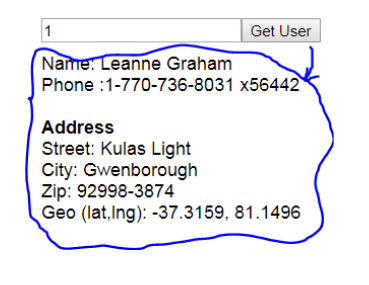 1 Get User
Name: Leanne Graham
Phone :1-770-736-8031 x56442
Address
Street: Kulas Light
City: Gwenborough
Zip: 92998-3874
Geo (lat,lng): -37.3159, 81.1496